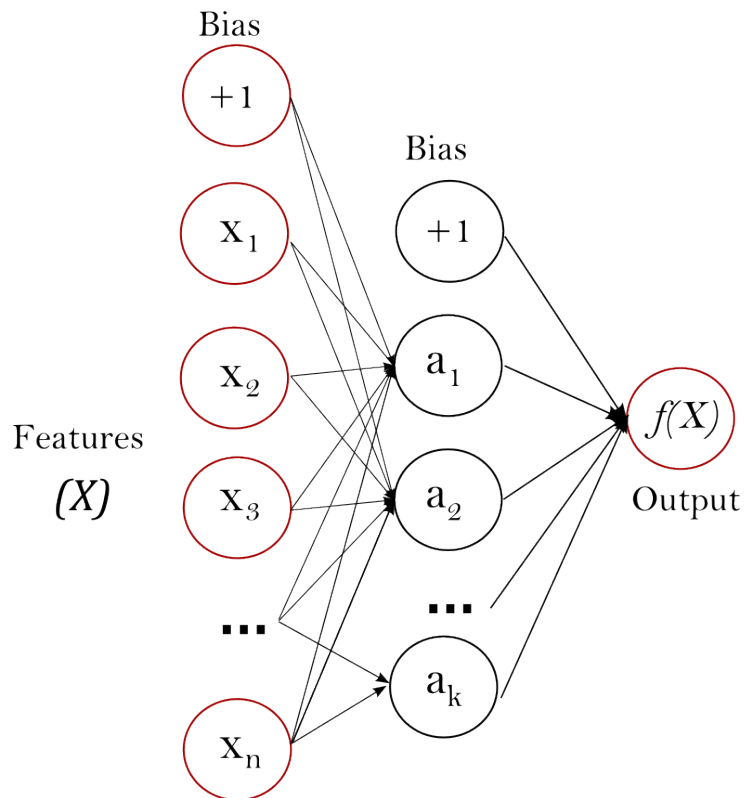 Bias
+1
x₁
x₂
x₃
...
xₙ
Features
(X)
Bias
+1
a₁
a₂
...
aₖ
f(X)
Output